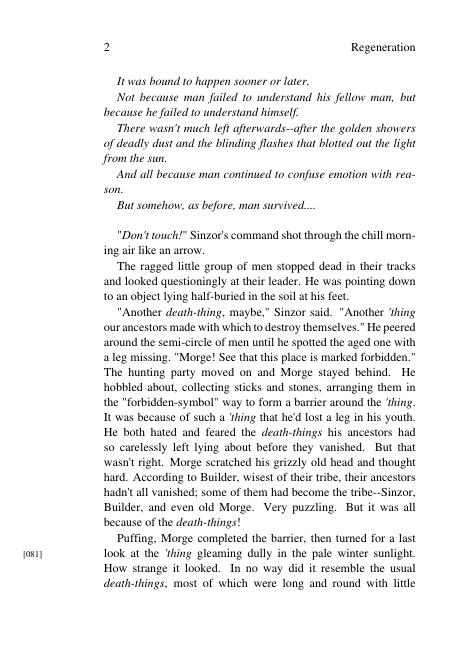 2 Regeneration
It was bound to happen sooner or later.
Not because man failed to understand his fellow man, but
because he failed to understand himself.
There wasn't much left afterwards--after the golden showers
of deadly dust and the blinding flashes that blotted out the light
from the sun.
And all because man continued to confuse emotion with rea-
son.
But somehow, as before, man survived....
"Don't touch!" Sinzor's command shot through the chill morn-
ing air like an arrow.
The ragged little group of men stopped dead in their tracks
and looked questioningly at their leader. He was pointing down
to an object lying half-buried in the soil at his feet.
"Another death-thing, maybe," Sinzor said. "Another 'thing
our ancestors made with which to destroy themselves." He peered
around the semi-circle of men until he spotted the aged one with
a leg missing. "Morge! See that this place is marked forbidden."
The hunting party moved on and Morge stayed behind. He
hobbled about, collecting sticks and stones, arranging them in
the "forbidden-symbol" way to form a barrier around the 'thing.
It was because of such a 'thing that he'd lost a leg in his youth.
He both hated and feared the death-things his ancestors had
so carelessly left lying about before they vanished. But that
wasn't right. Morge scratched his grizzly old head and thought
hard. According to Builder, wisest of their tribe, their ancestors
hadn't all vanished; some of them had become the tribe--Sinzor,
Builder, and even old Morge. Very puzzling. But it was all
because of the death-things!
Puffing, Morge completed the barrier, then turned for a last
[081] look at the 'thing gleaming dully in the pale winter sunlight.
How strange it looked. In no way did it resemble the usual
death-things, most of which were long and round with little